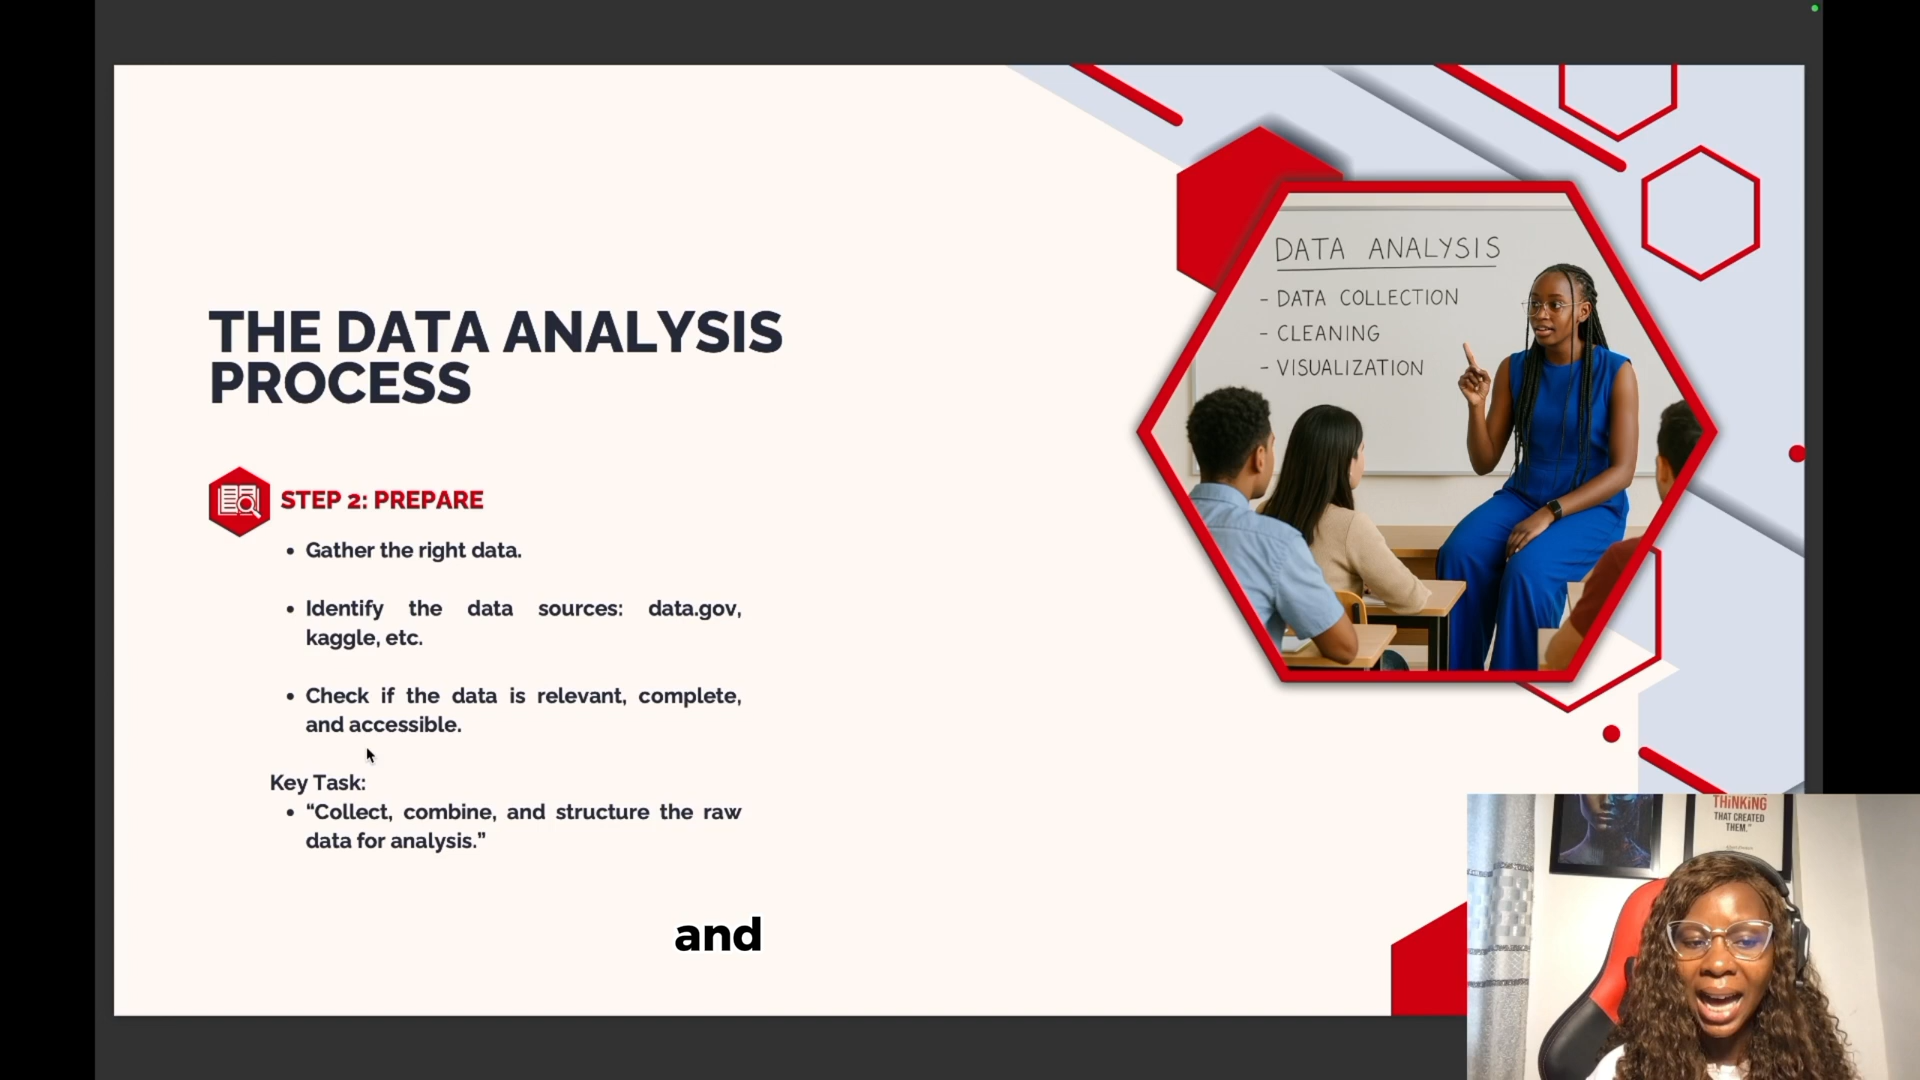 THE DATA ANALYSIS
PROCESS
STEP 2: PREPARE
• Gather the right data.
• Identify the data sources: data.gov,
kaggle, etc.
• Check if the data is relevant, complete,
and accessible.
Key Task:
• “Collect, combine, and structure the raw
data for analysis.”
and
DATA ANALYSIS
- DATA COLLECTION
- CLEANING
- VISUALIZATION
THiNKiNG
THAT CREATED
THEM.”